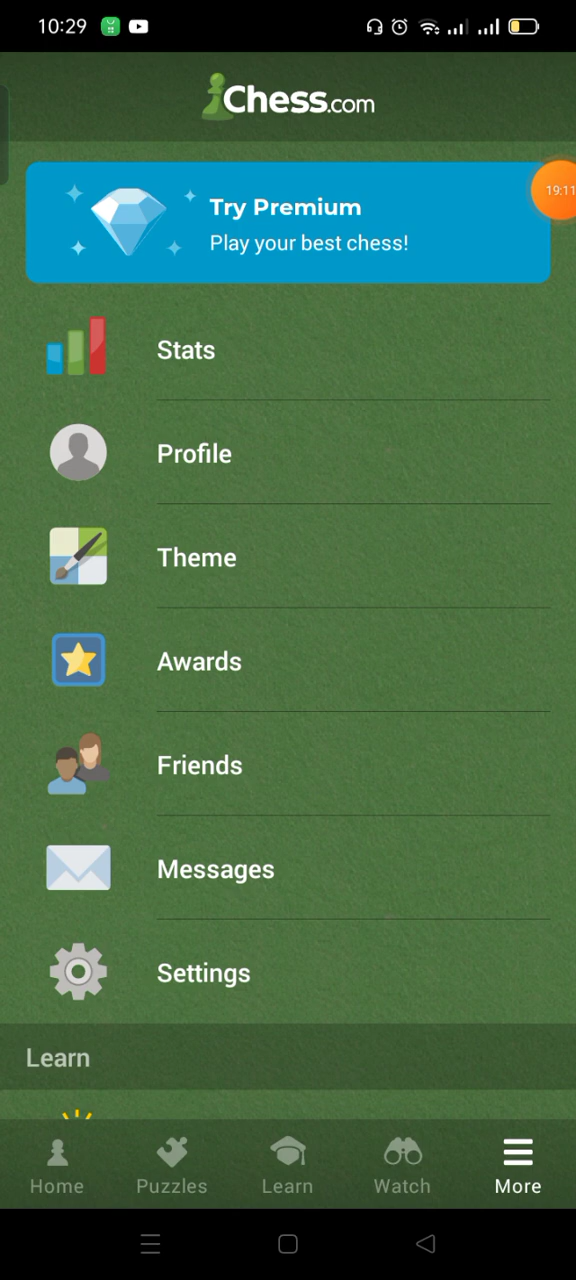 10:29
Chess.com
Try Premium
Play your best chess!
19:11
Stats
Profile
Theme
Awards
Friends
Messages
Settings
Learn
Home
Puzzles
Learn
Watch
More